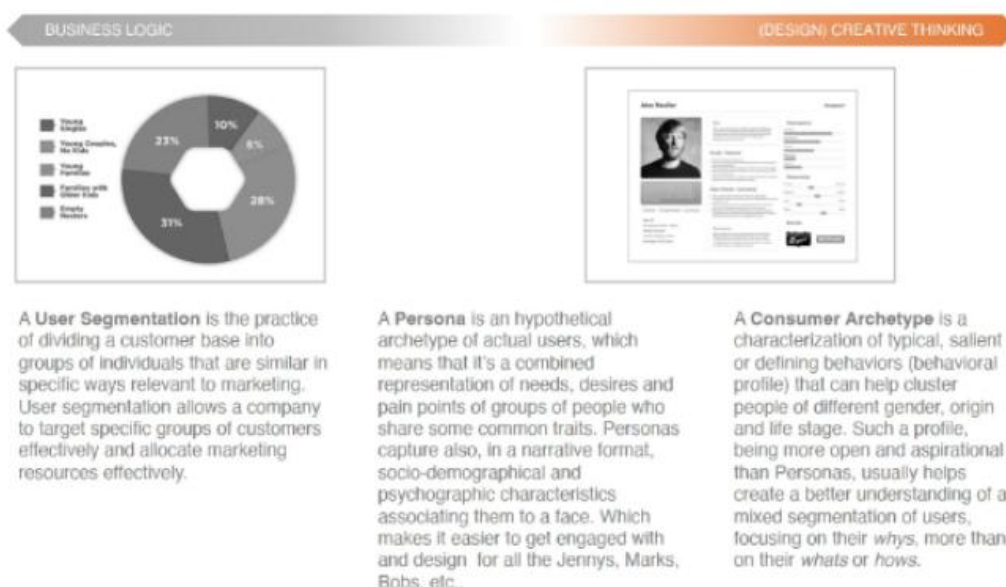 BUSINESS LOGIC
(DESIGN) CREATIVE THINKING
Young
Singles
Young Couples,
No Kids
Young
Families
Families with
Older Kids
Empty
Nesters
10%
8%
28%
31%
23%
A User Segmentation is the practice
of dividing a customer base into
groups of individuals that are similar in
specific ways relevant to marketing.
User segmentation allows a company
to target specific groups of customers
effectively and allocate marketing
resources effectively.
A Persona is an hypothetical
archetype of actual users, which
means that it's a combined
representation of needs, desires and
pain points of groups of people who
share some common traits. Personas
capture also, in a narrative format,
socio-demographical and
psychographic characteristics
associating them to a face. Which
makes it easier to get engaged with
and design for all the Jennys, Marks,
Bobs, etc..
A Consumer Archetype is a
characterization of typical, salient
or defining behaviors (behavioral
profile) that can help cluster
people of different gender, origin
and life stage. Such a profile,
being more open and aspirational
than Personas, usually helps
create a better understanding of a
mixed segmentation of users,
focusing on their whys, more than
on their whats or hows.